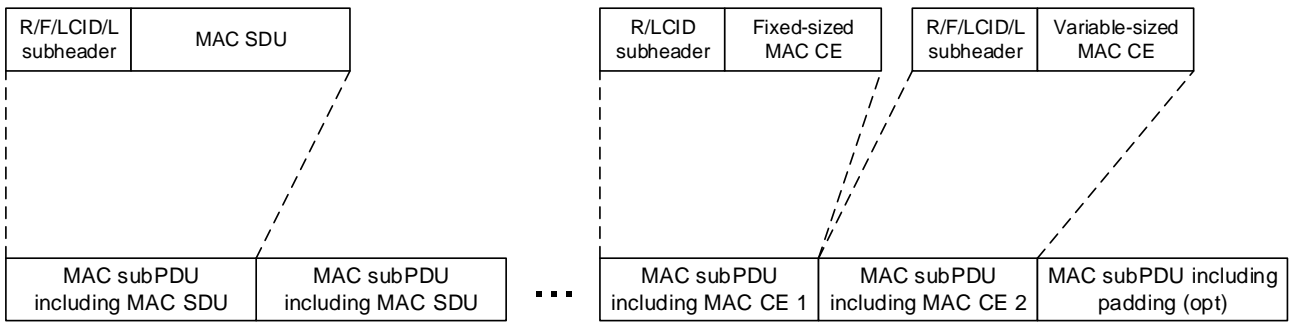 R/F/LCID/L
subheader
MAC SDU
R/LCID
subheader
Fixed-sized
MAC CE
R/F/LCID/L
subheader
Variable-sized
MAC CE
MAC subPDU
including MAC SDU
MAC subPDU
including MAC SDU
...
MAC subPDU
including MAC CE 1
MAC subPDU
including MAC CE 2
MAC subPDU including
padding (opt)